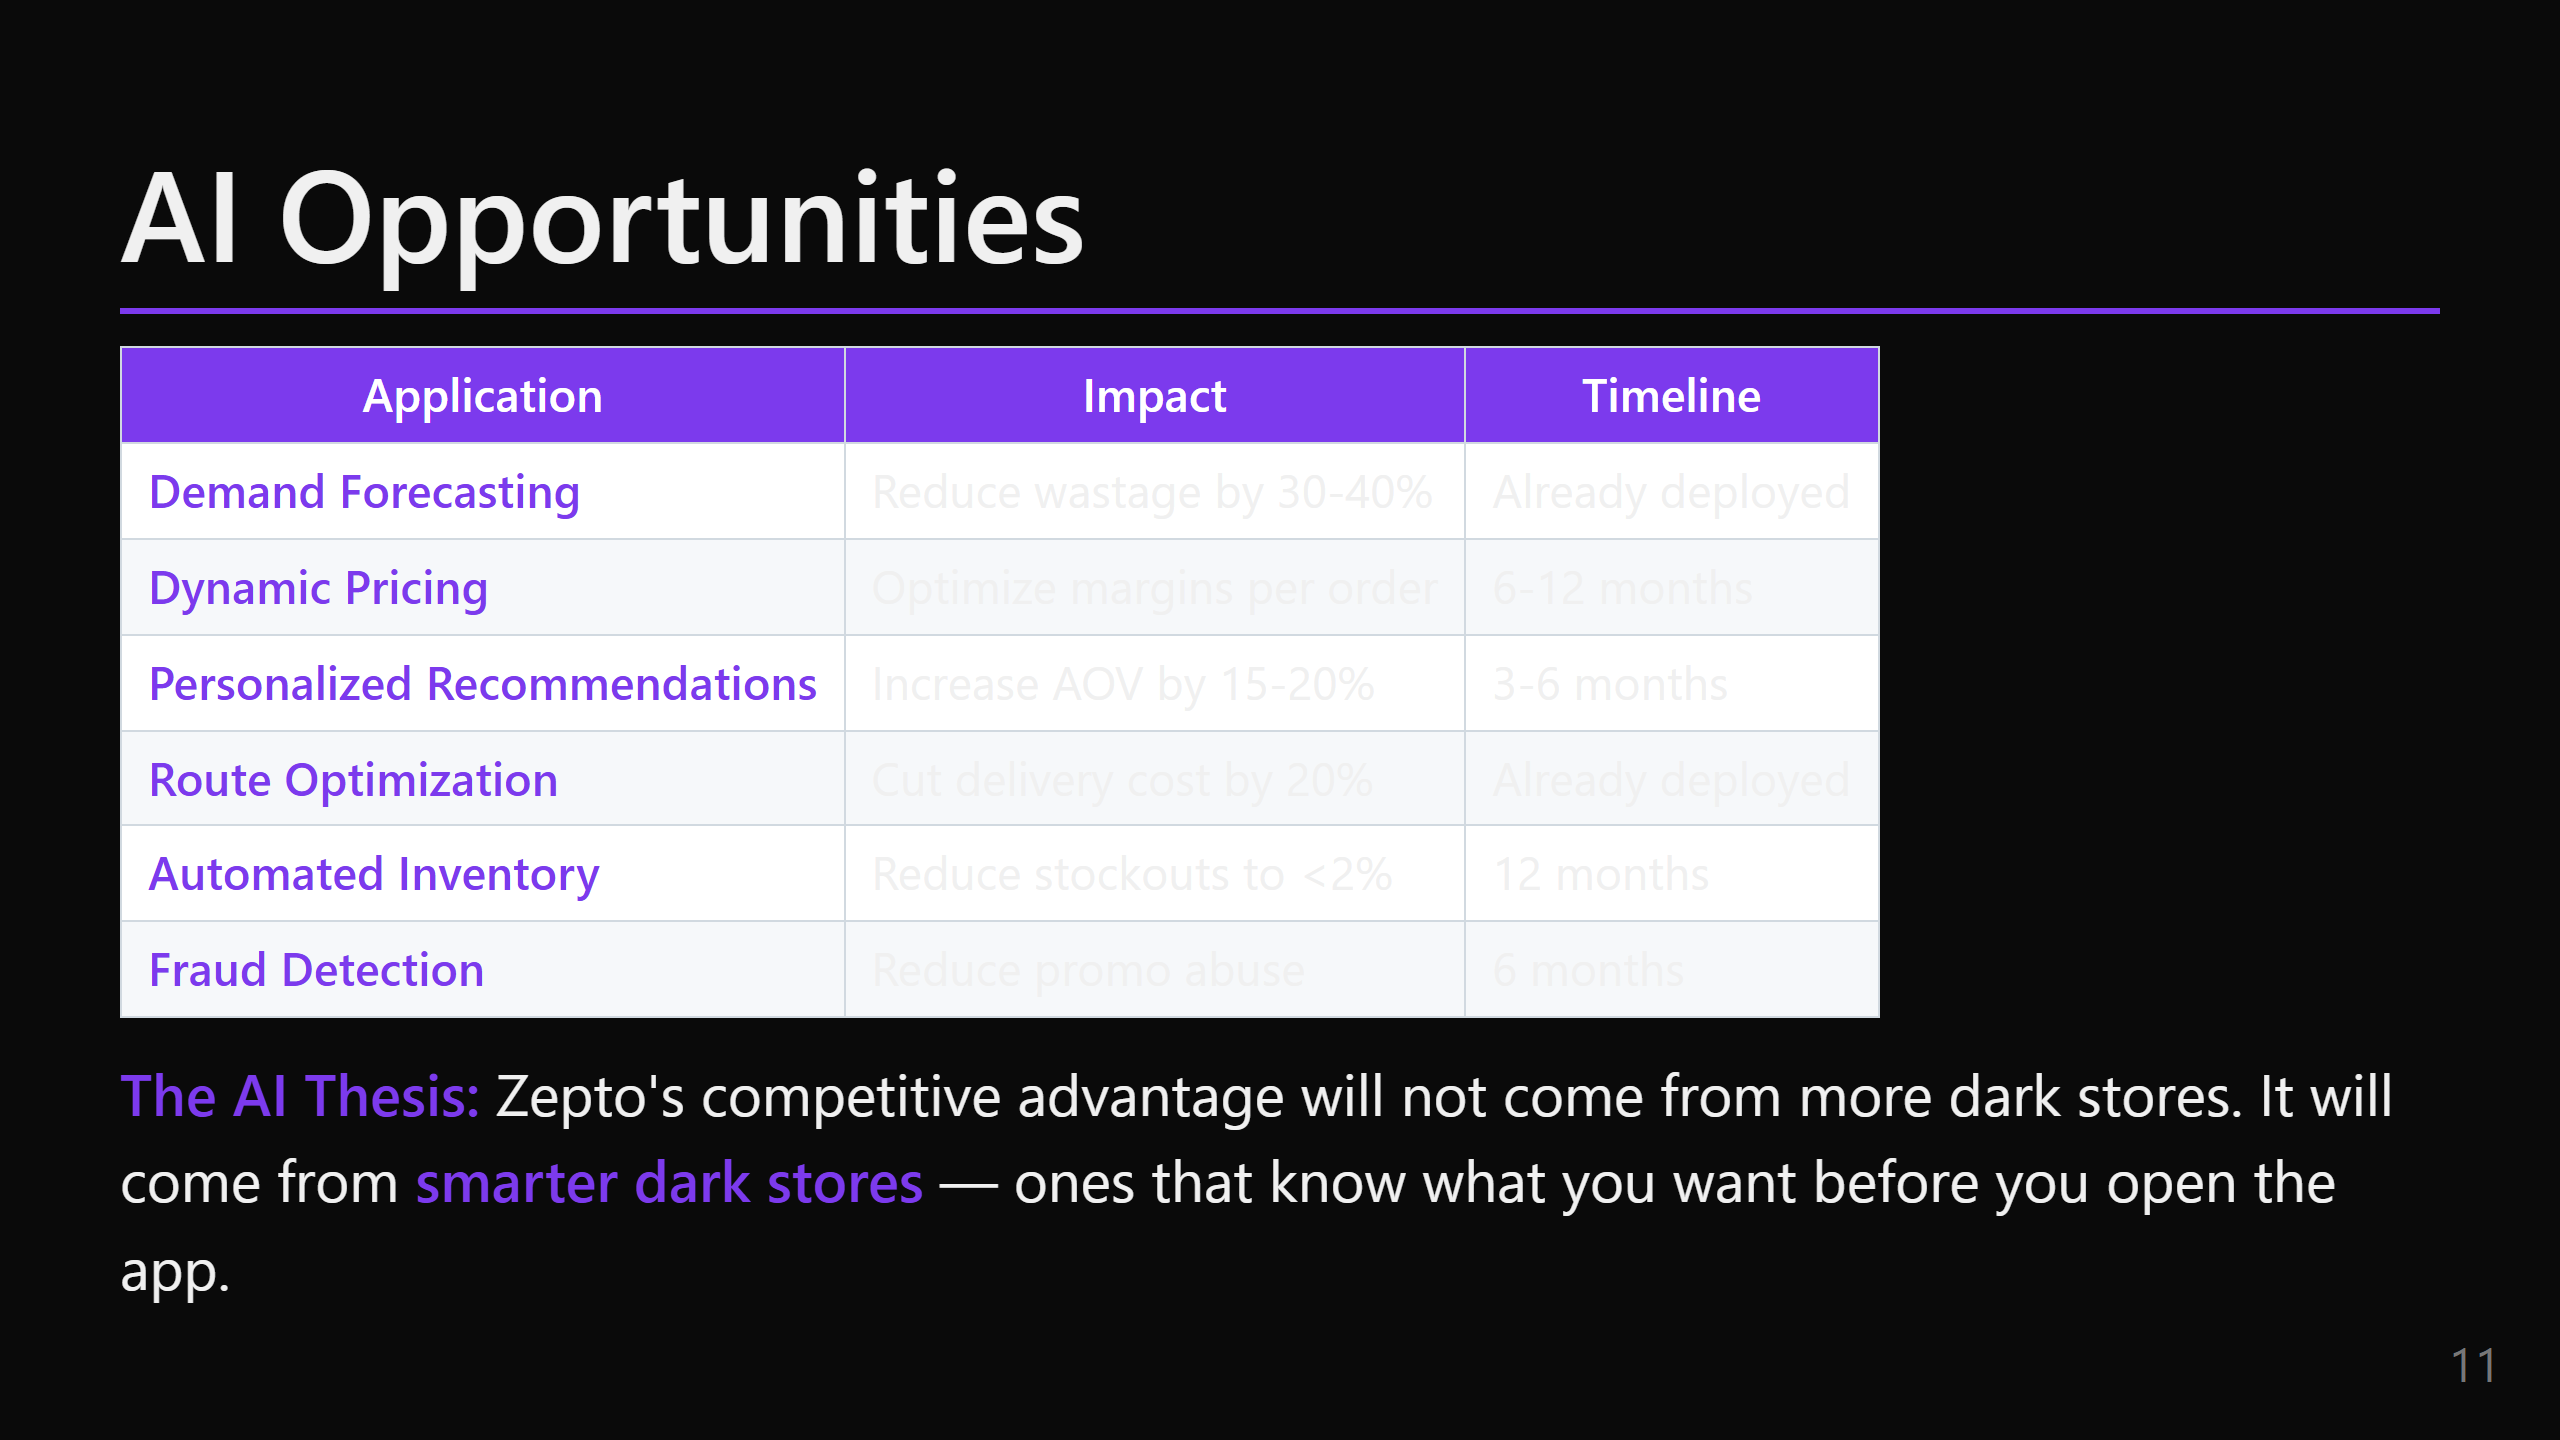 AI Opportunities
Application Impact Timeline
Demand Forecasting Reduce wastage by 30-40% Already deployed
Dynamic Pricing Optimize margins per order 6-12 months
Personalized Recommendations Increase AOV by 15-20% 3-6 months
Route Optimization Cut delivery cost by 20% Already deployed
Automated Inventory Reduce stockouts to <2% 12 months
Fraud Detection Reduce promo abuse 6 months
The AI Thesis: Zepto's competitive advantage will not come from more dark stores. It will
come from smarter dark stores — ones that know what you want before you open the
app.
11